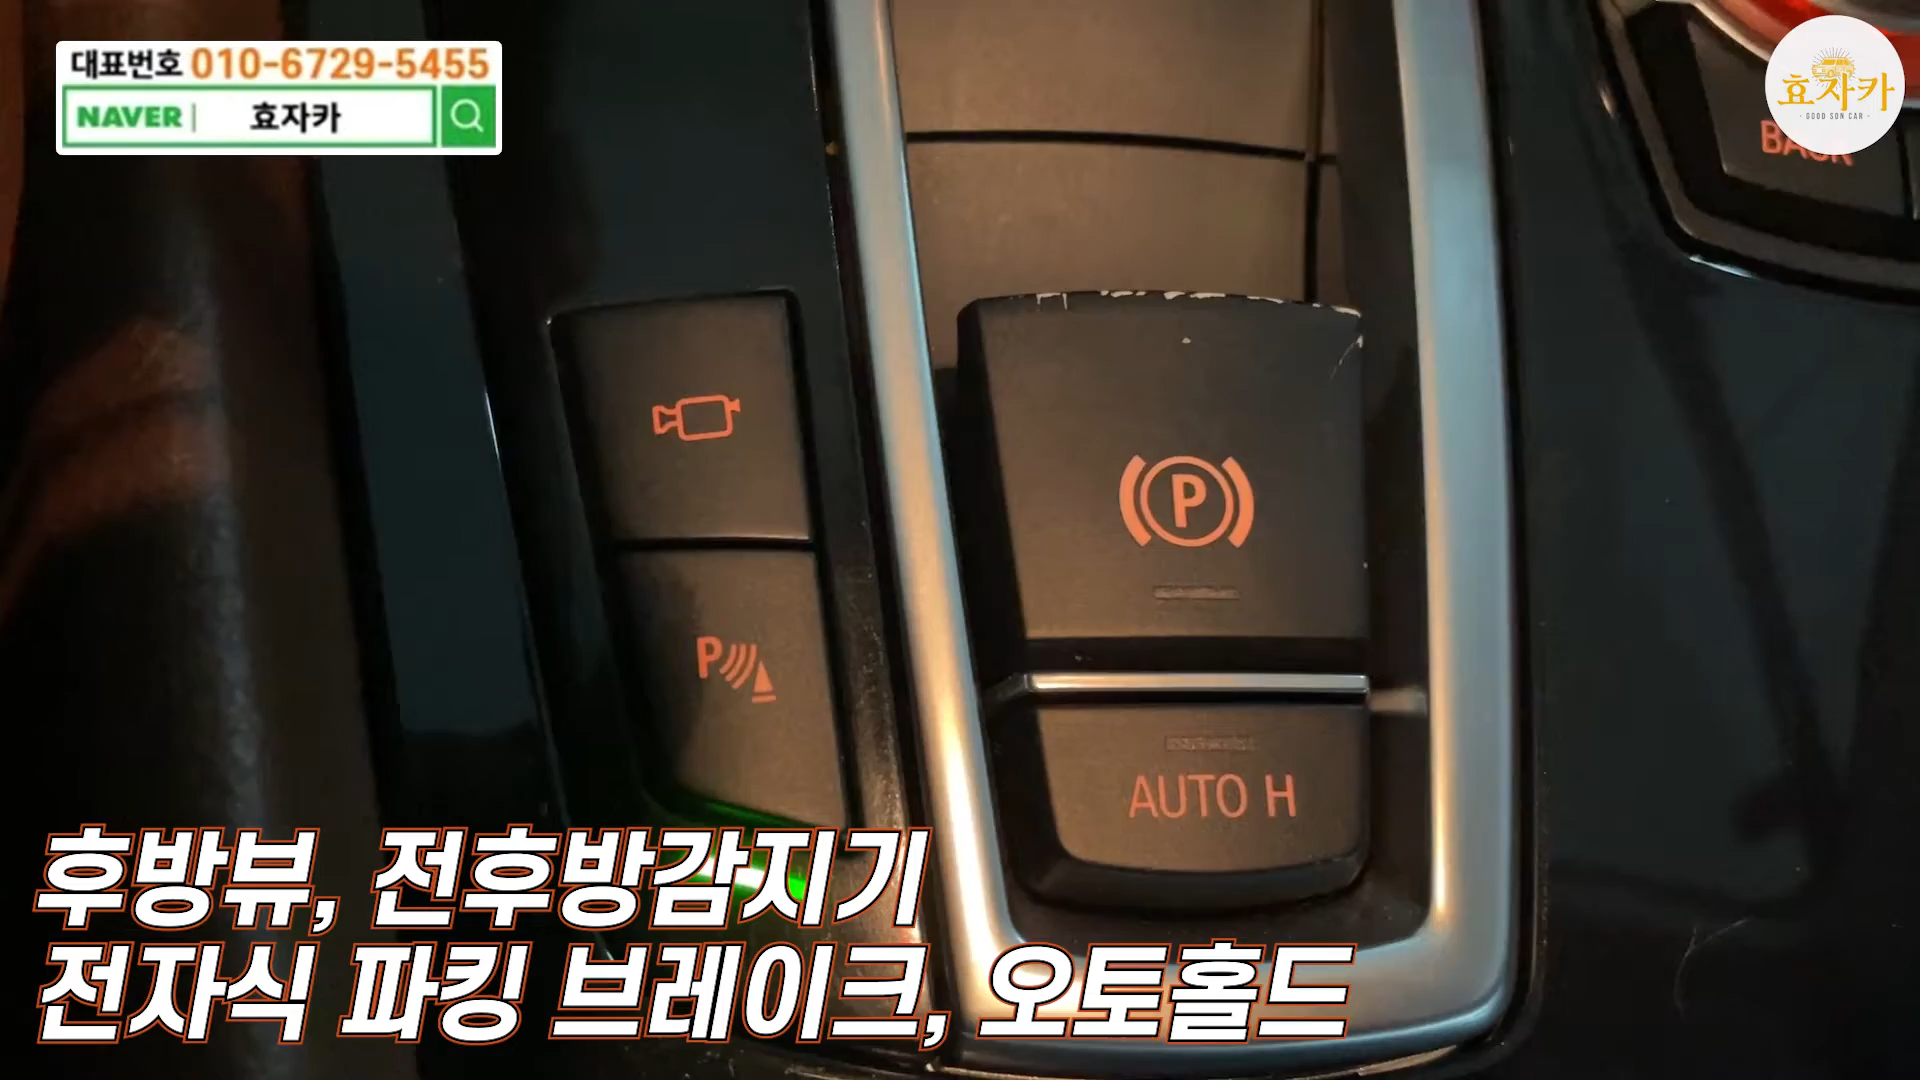 대표번호 010-6729-5455
NAVER 효자카
효자카
· GOOD SON CAR ·
BACK
P
P
AUTO H
후방뷰, 전후방감지기
전자식 파킹 브레이크, 오토홀드